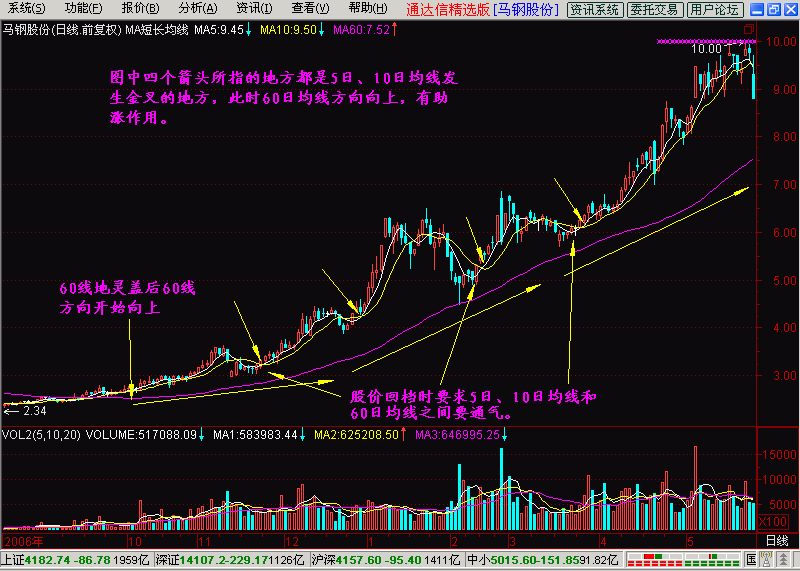 系统(S) 功能(F) 报价(B) 分析(A) 资讯(I) 查看(V) 帮助(H) 通达信精选版 [马钢股份] 资讯系统 委托交易 用户论坛
马钢股份(日线.前复权) MA短长均线 MA5:9.45↓ MA10:9.50↓ MA60:7.52↑
10.00
10.00
图中四个箭头所指的地方都是5日、10日均线发
生金叉的地方，此时60日均线方向向上，有助
涨作用。
9.00
8.00
7.00
6.00
5.00
60线地灵盖后60线
方向开始向上
4.00
3.00
股价回档时要求5日、10日均线和
60日均线之间要通气。
←2.34
VOL2(5,10,20) VOLUME:517088.09↓ MA1:583983.44↓ MA2:625208.50↑ MA3:646995.25↓
15000
10000
5000
X100
2006年 10 11 12 1 2 3 4 5 日线
上证4182.74 -86.78 1959亿 深证14107.2 -229.17 1126亿 沪深4157.60 -95.40 1411亿 中小5015.60 -151.85 91.82亿 国